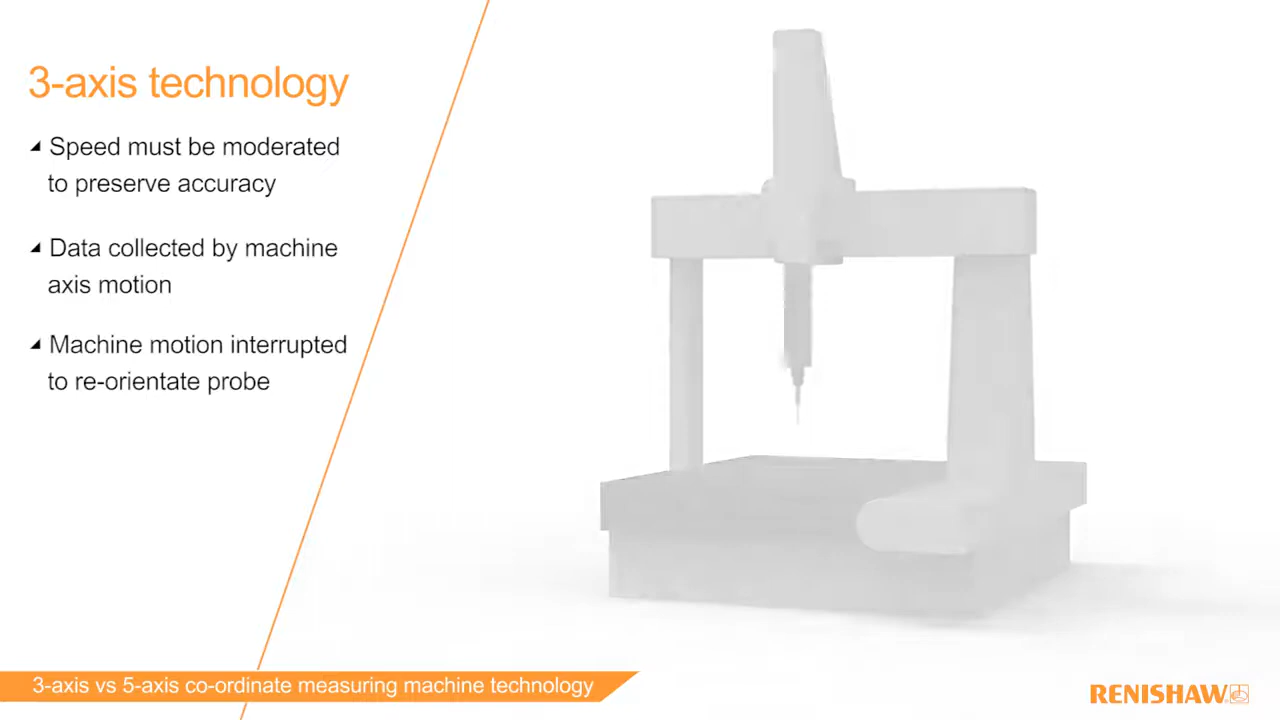 3-axis technology
Speed must be moderated
to preserve accuracy
Data collected by machine
axis motion
Machine motion interrupted
to re-orientate probe
3-axis vs 5-axis co-ordinate measuring machine technology
RENISHAW